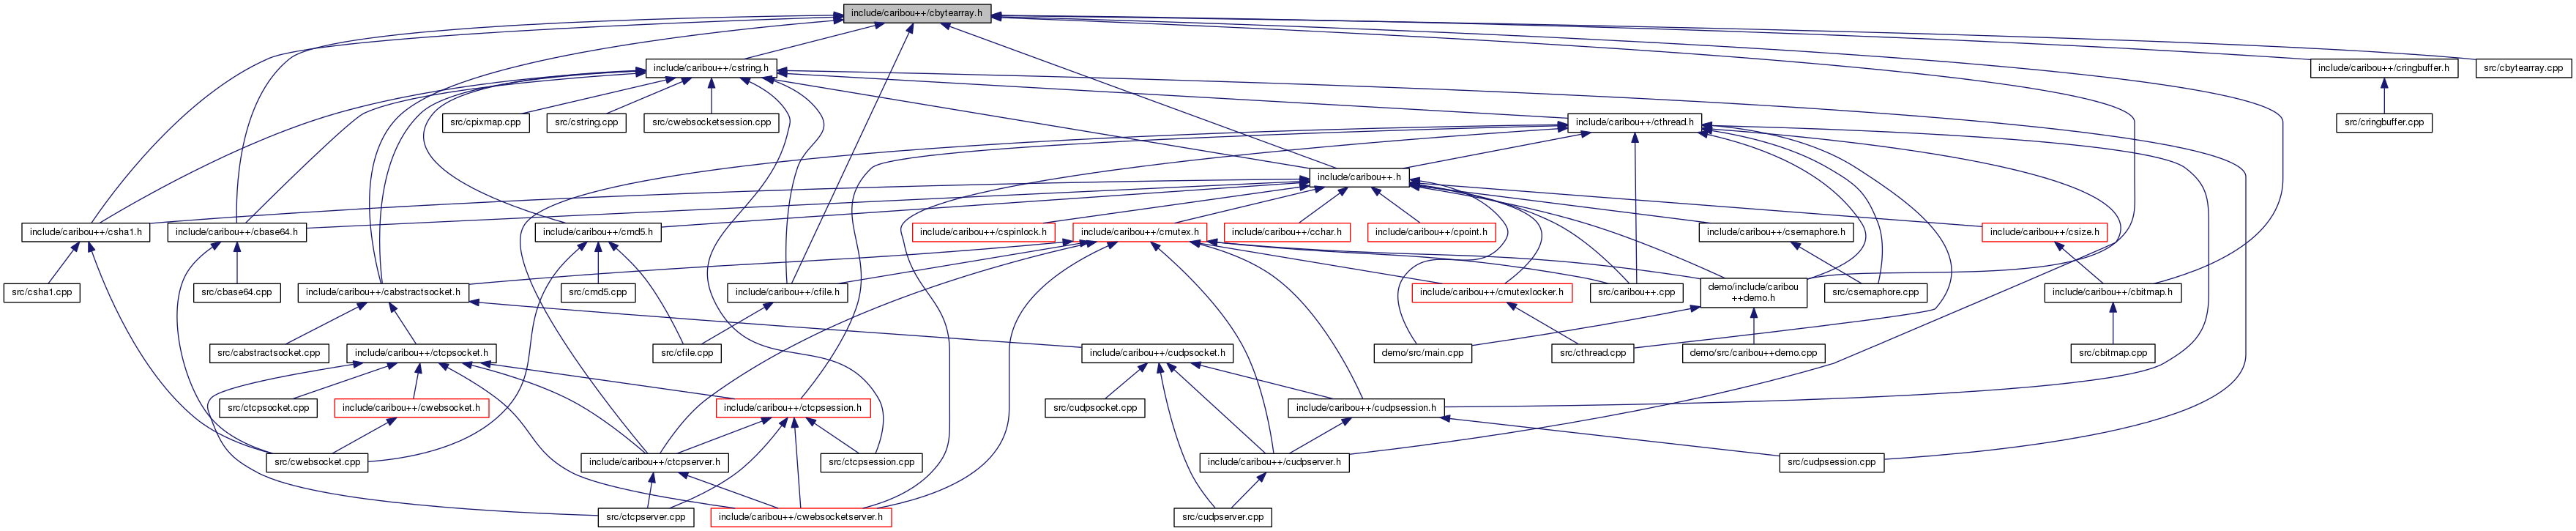 include/caribou++/cbytearray.h
include/caribou++/cstring.h
include/caribou++/cringbuffer.h
src/cbytearray.cpp
src/cpixmap.cpp
src/cstring.cpp
src/cwebsocketsession.cpp
include/caribou++/cthread.h
src/cringbuffer.cpp
include/caribou++.h
include/caribou++/csha1.h
include/caribou++/cbase64.h
include/caribou++/cmd5.h
include/caribou++/cspinlock.h
include/caribou++/cmutex.h
include/caribou++/cchar.h
include/caribou++/cpoint.h
include/caribou++/csemaphore.h
include/caribou++/csize.h
src/csha1.cpp
src/cbase64.cpp
include/caribou++/cabstractsocket.h
src/cmd5.cpp
include/caribou++/cfile.h
include/caribou++/cmutexlocker.h
src/caribou++.cpp
demo/include/caribou
++demo.h
src/csemaphore.cpp
include/caribou++/cbitmap.h
src/cabstractsocket.cpp
include/caribou++/ctcpsocket.h
src/cfile.cpp
include/caribou++/cudpsocket.h
demo/src/main.cpp
src/cthread.cpp
demo/src/caribou++demo.cpp
src/cbitmap.cpp
src/ctcpsocket.cpp
include/caribou++/cwebsocket.h
include/caribou++/ctcpsession.h
src/cudpsocket.cpp
include/caribou++/cudpsession.h
src/cwebsocket.cpp
include/caribou++/ctcpserver.h
src/ctcpsession.cpp
include/caribou++/cudpserver.h
src/cudpsession.cpp
src/ctcpserver.cpp
include/caribou++/cwebsocketserver.h
src/cudpserver.cpp